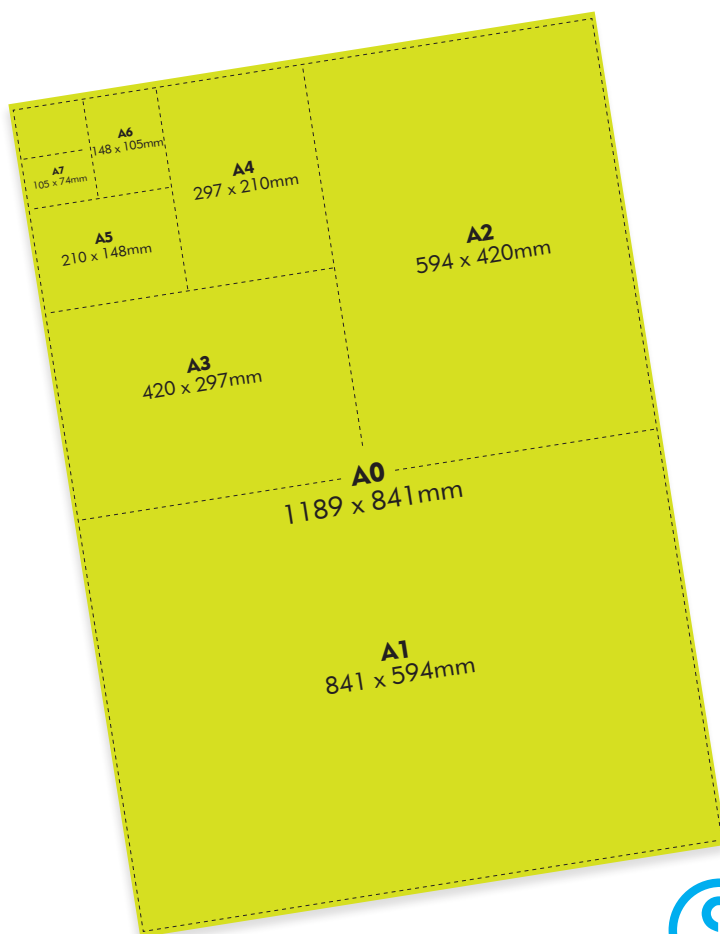 A6
148 x 105mm
A7
105 x 74mm
A4
297 x 210mm
A5
210 x 148mm
A2
594 x 420mm
A3
420 x 297mm
A0
1189 x 841mm
A1
841 x 594mm